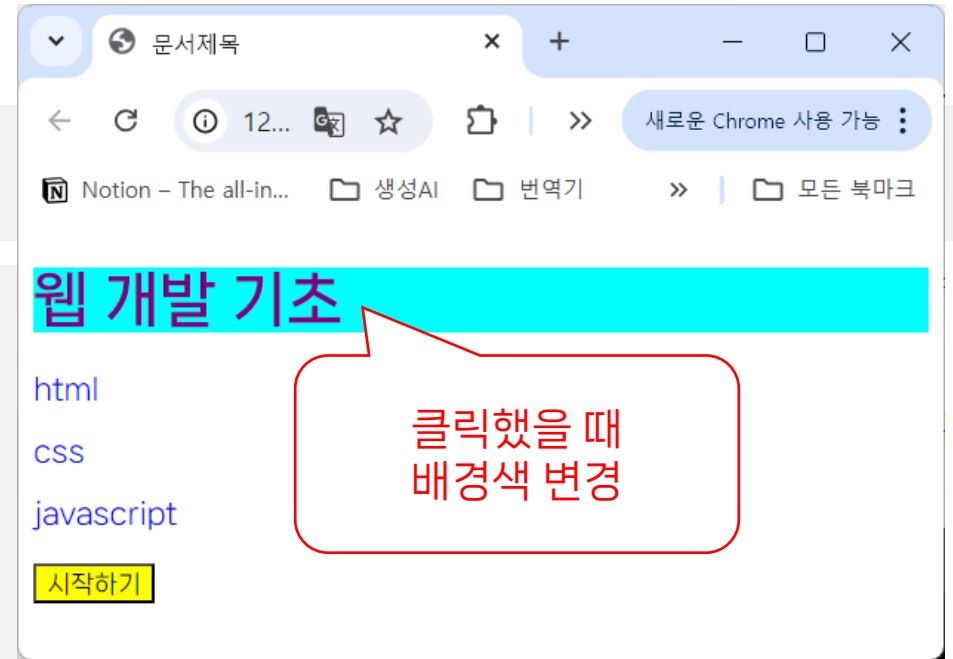 문서제목
12...
새로운 Chrome 사용 가능
Notion – The all-in...
생성AI
번역기
모든 북마크
웹 개발 기초
클릭했을 때
배경색 변경
html
css
javascript
시작하기